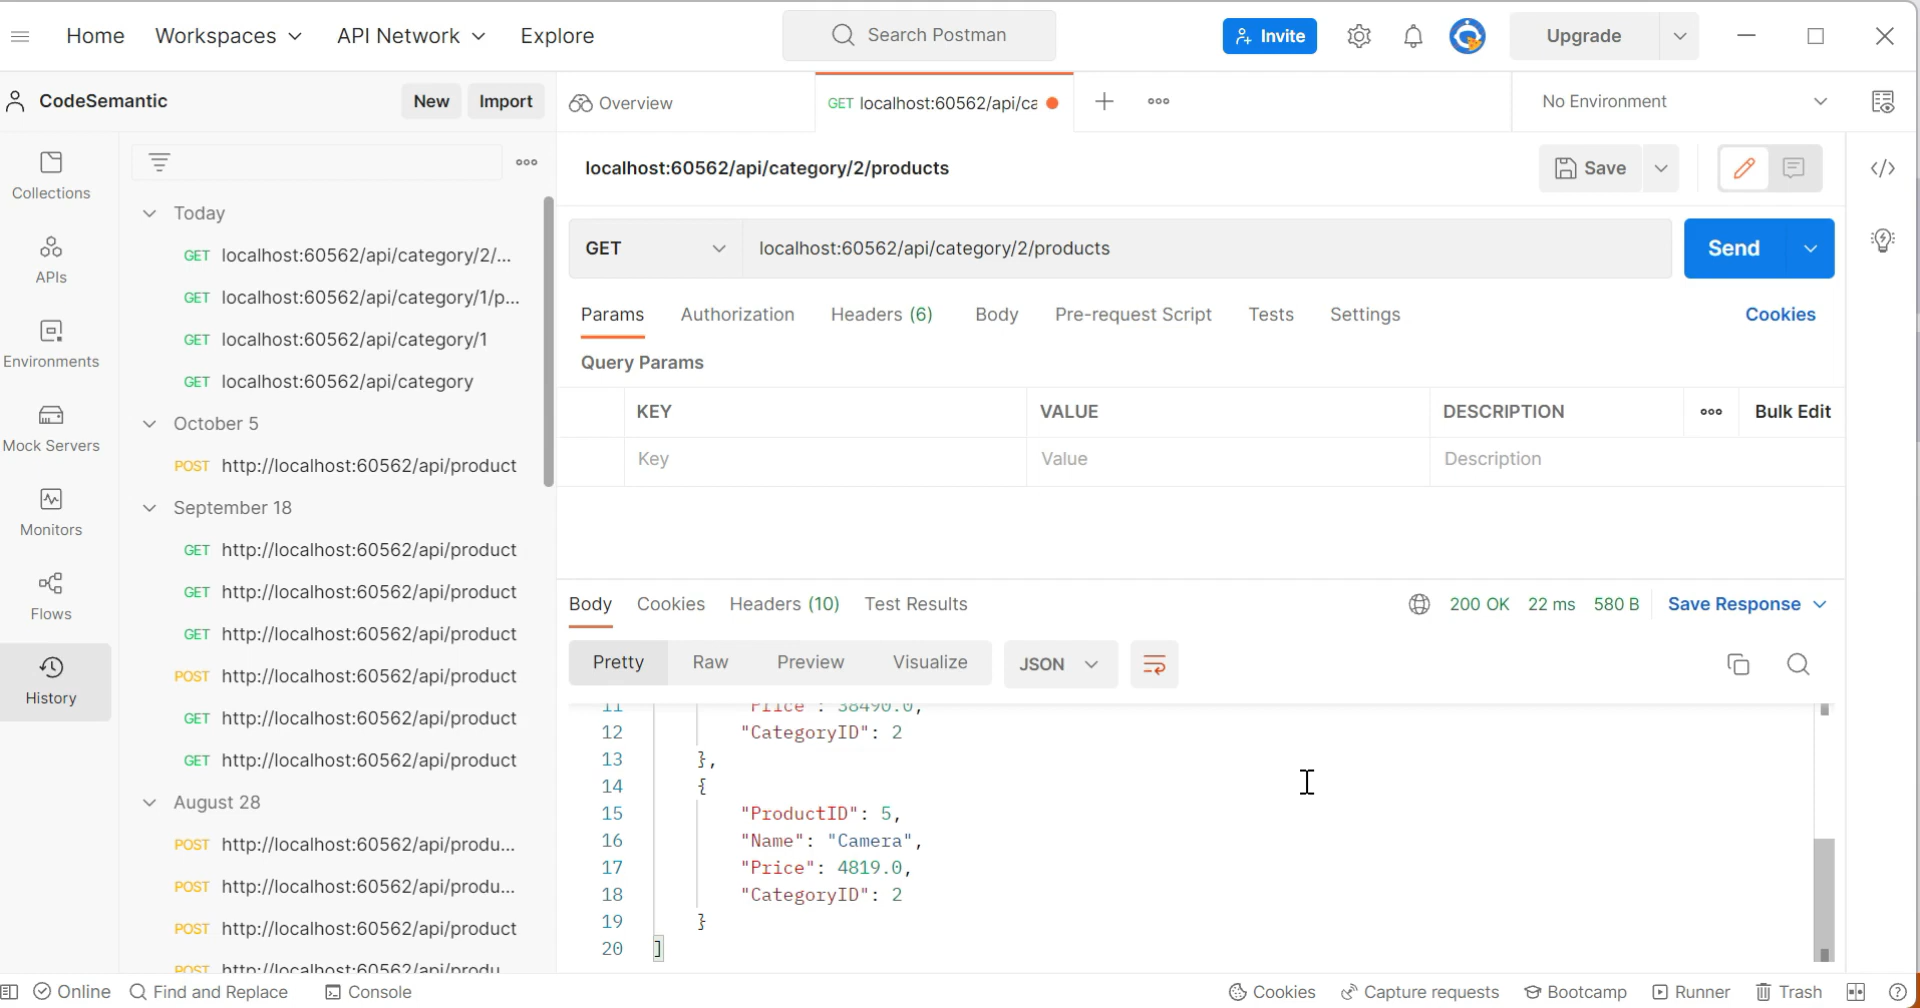 Home Workspaces API Network Explore Search Postman Invite Upgrade
CodeSemantic New Import
Overview GET localhost:60562/api/ca No Environment
Collections
APIs
Environments
Mock Servers
Monitors
Flows
History
Today
GET localhost:60562/api/category/2/...
GET localhost:60562/api/category/1/p...
GET localhost:60562/api/category/1
GET localhost:60562/api/category
October 5
POST http://localhost:60562/api/product
September 18
GET http://localhost:60562/api/product
GET http://localhost:60562/api/product
GET http://localhost:60562/api/product
POST http://localhost:60562/api/product
GET http://localhost:60562/api/product
GET http://localhost:60562/api/product
August 28
POST http://localhost:60562/api/produ...
POST http://localhost:60562/api/produ...
POST http://localhost:60562/api/product
POST http://localhost:60562/api/produ
localhost:60562/api/category/2/products Save
GET localhost:60562/api/category/2/products Send
Params Authorization Headers (6) Body Pre-request Script Tests Settings Cookies
Query Params
KEY VALUE DESCRIPTION Bulk Edit
Key Value Description
Body Cookies Headers (10) Test Results 200 OK 22 ms 580 B Save Response
Pretty Raw Preview Visualize JSON
11 "Price": 38490.0,
12 "CategoryID": 2
13 },
14 {
15 "ProductID": 5,
16 "Name": "Camera",
17 "Price": 4819.0,
18 "CategoryID": 2
19 }
20 ]
Online Find and Replace Console Cookies Capture requests Bootcamp Runner Trash